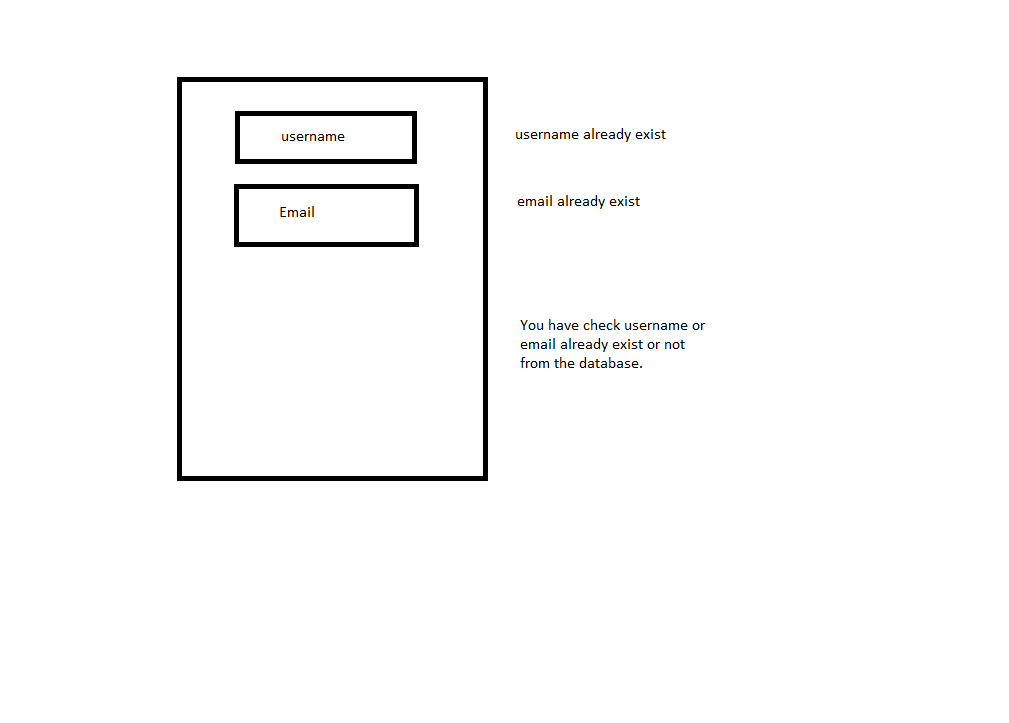 username
username already exist
Email
email already exist
You have check username or
email already exist or not
from the database.